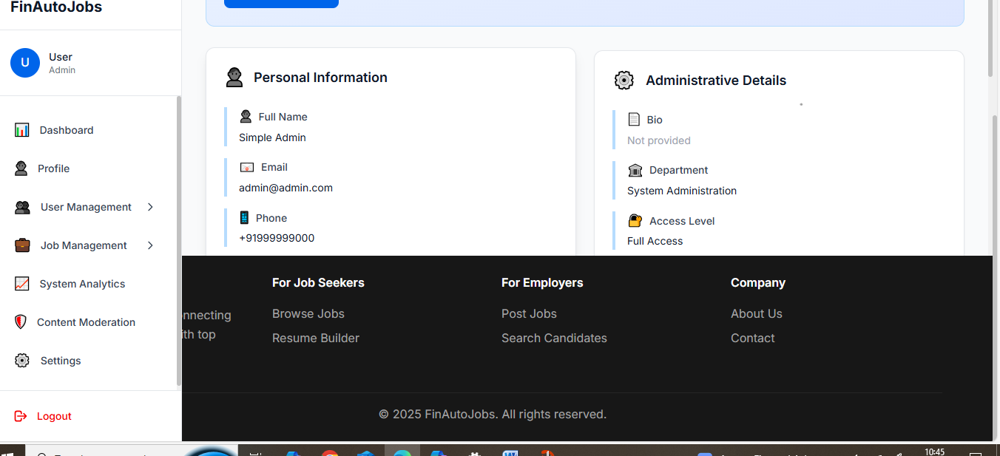 FinAutoJobs
U
User
Admin
Dashboard
Profile
User Management
Job Management
System Analytics
Content Moderation
Settings
Logout
Personal Information
Full Name
Simple Admin
Email
admin@admin.com
Phone
+91999999000
Administrative Details
Bio
Not provided
Department
System Administration
Access Level
Full Access
onnecting
ith top
For Job Seekers
Browse Jobs
Resume Builder
For Employers
Post Jobs
Search Candidates
Company
About Us
Contact
© 2025 FinAutoJobs. All rights reserved.
10:45